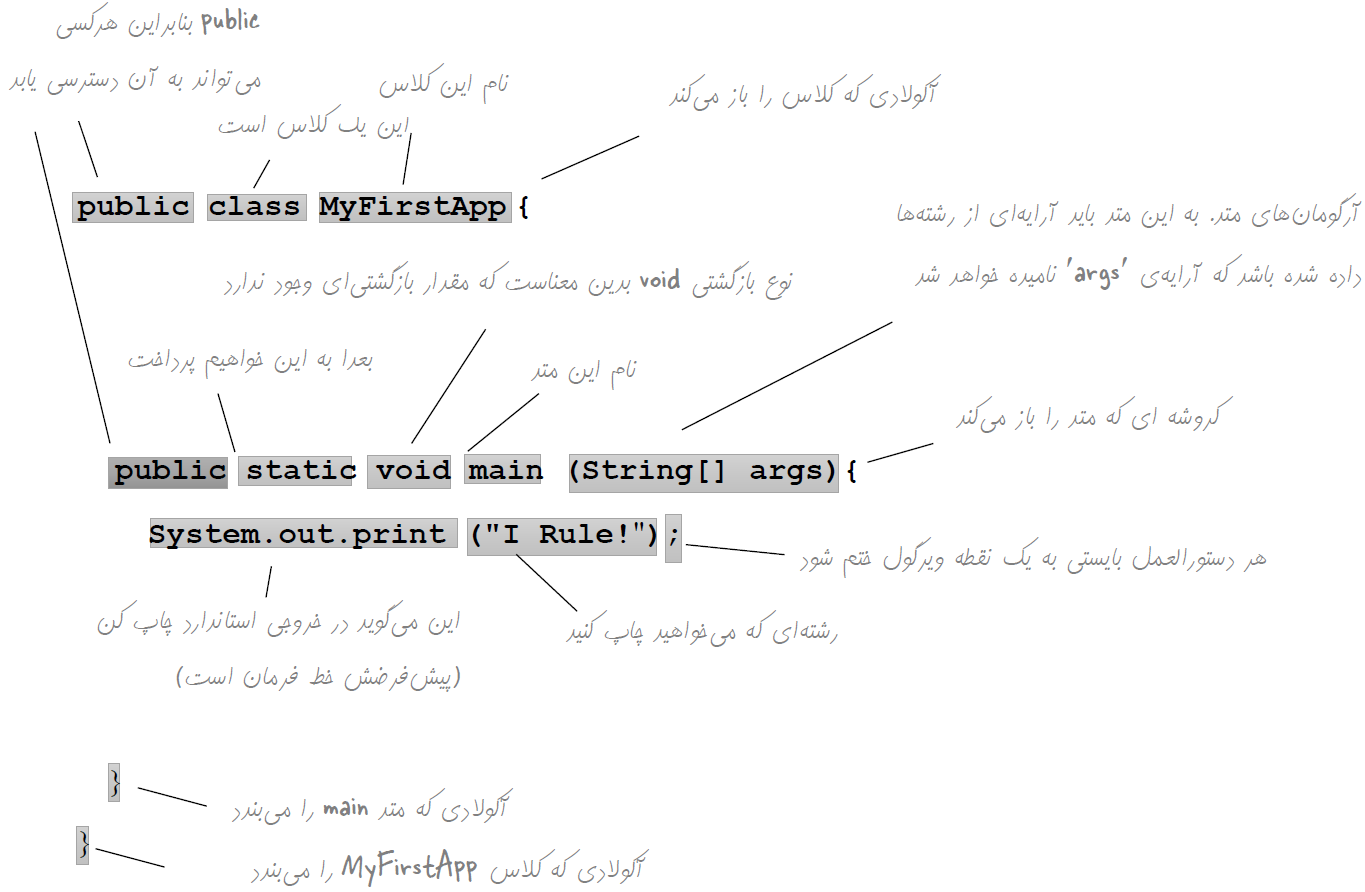 public بنابراین هرکسی
می‌تواند به آن دسترسی یابد
نام این کلاس
آکولادی که کلاس را باز می‌کند
این یک کلاس است
public class MyFirstApp {
آرگومان‌های متد. به این متد باید آرایه‌ای از رشته‌ها
داده شده باشد که آرایه‌ی 'args' نامیده خواهد شد
نوع بازگشتی void بدین معناست که مقدار بازگشتی‌ای وجود ندارد
بعدا به این خواهیم پرداخت
نام این متد
کروشه ای که متد را باز می‌کند
public static void main (String[] args){
System.out.print ("I Rule!");
هر دستورالعمل بایستی به یک نقطه ویرگول ختم شود
این می‌گوید در خروجی استاندارد چاپ کن
(پیش‌فرضش خط فرمان است)
رشته‌ای که می‌خواهید چاپ کنید
}
آکولادی که متد main را می‌بندد
}
آکولادی که کلاس MyFirstApp را می‌بندد